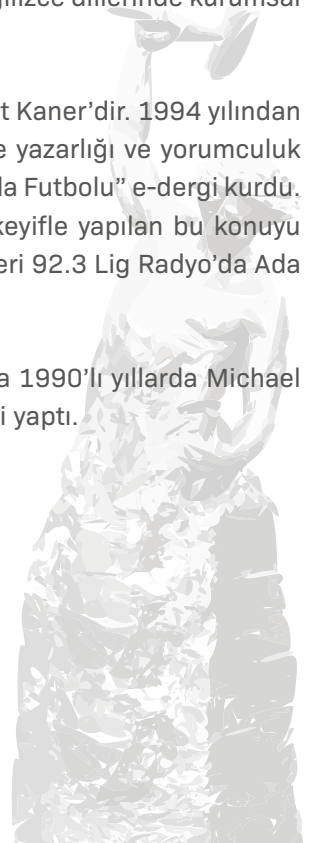 gilizce dillerinde kurumsal
t Kaner’dir. 1994 yılından
e yazarlığı ve yorumculuk
la Futbolu” e-dergi kurdu.
keyifle yapılan bu konuyu
eri 92.3 Lig Radyo’da Ada
a 1990’lı yıllarda Michael
i yaptı.